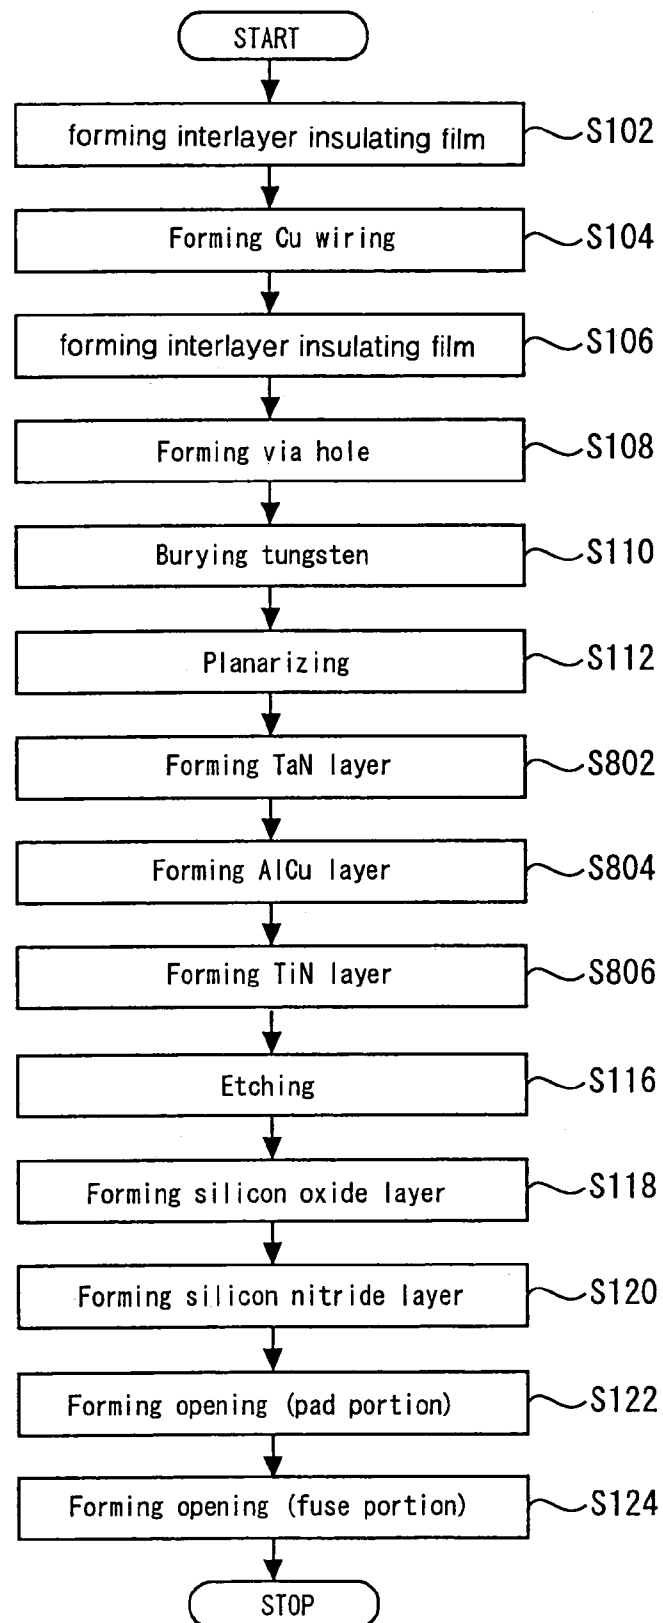 START
forming interlayer insulating film S102
Forming Cu wiring S104
forming interlayer insulating film S106
Forming via hole S108
Burying tungsten S110
Planarizing S112
Forming TaN layer S802
Forming AlCu layer S804
Forming TiN layer S806
Etching S116
Forming silicon oxide layer S118
Forming silicon nitride layer S120
Forming opening (pad portion) S122
Forming opening (fuse portion) S124
STOP